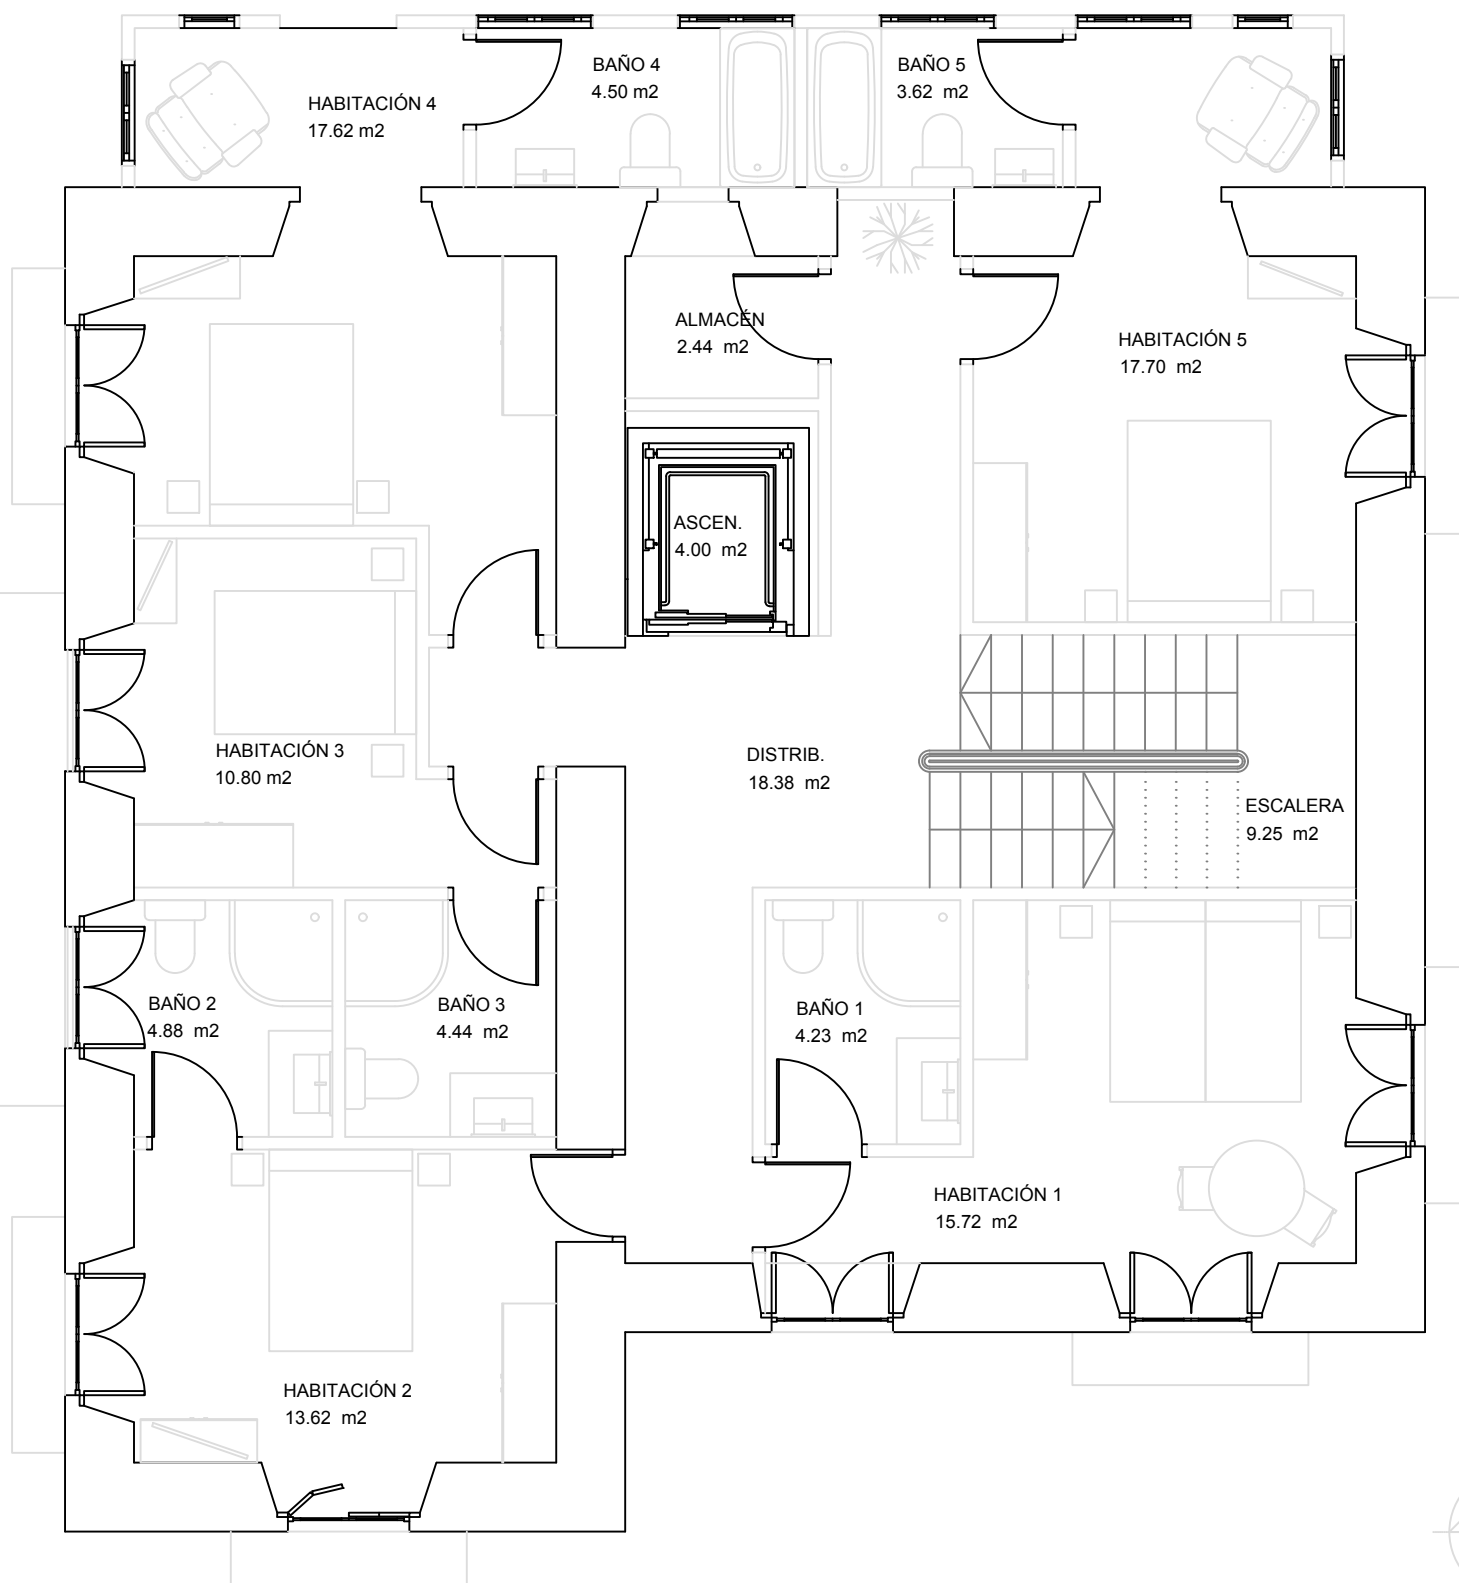 BAÑO 4
4.50 m2
BAÑO 5
3.62 m2
HABITACIÓN 4
17.62 m2
ALMACÉN
2.44 m2
HABITACIÓN 5
17.70 m2
ASCEN.
4.00 m2
HABITACIÓN 3
10.80 m2
DISTRIB.
18.38 m2
ESCALERA
9.25 m2
BAÑO 2
4.88 m2
BAÑO 3
4.44 m2
BAÑO 1
4.23 m2
HABITACIÓN 1
15.72 m2
HABITACIÓN 2
13.62 m2